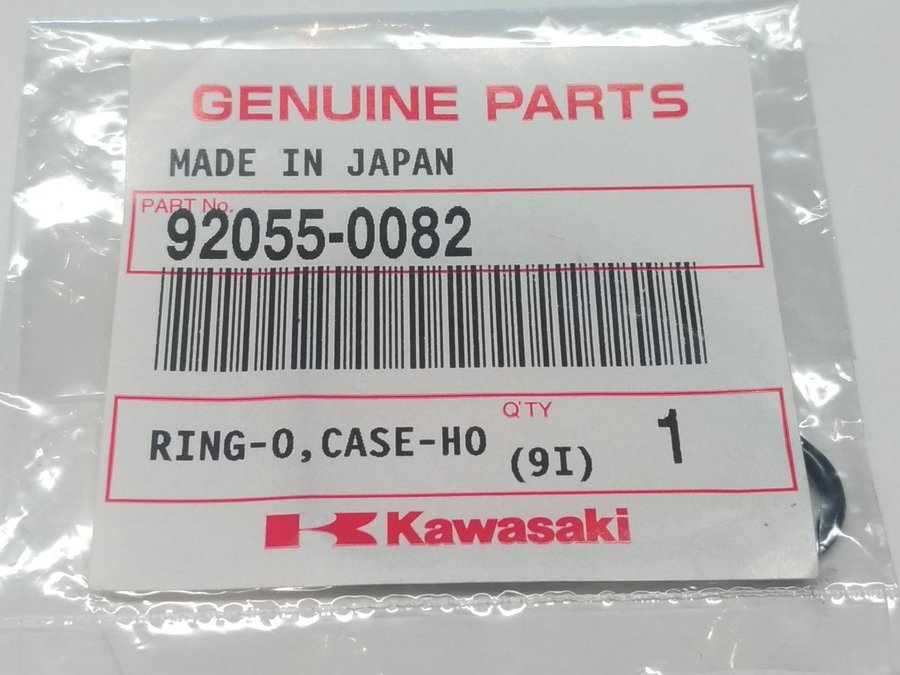 GENUINE PARTS
MADE IN JAPAN
PART No.
92055-0082
RING-O,CASE-HO
Q'TY
(9I)
1
Kawasaki